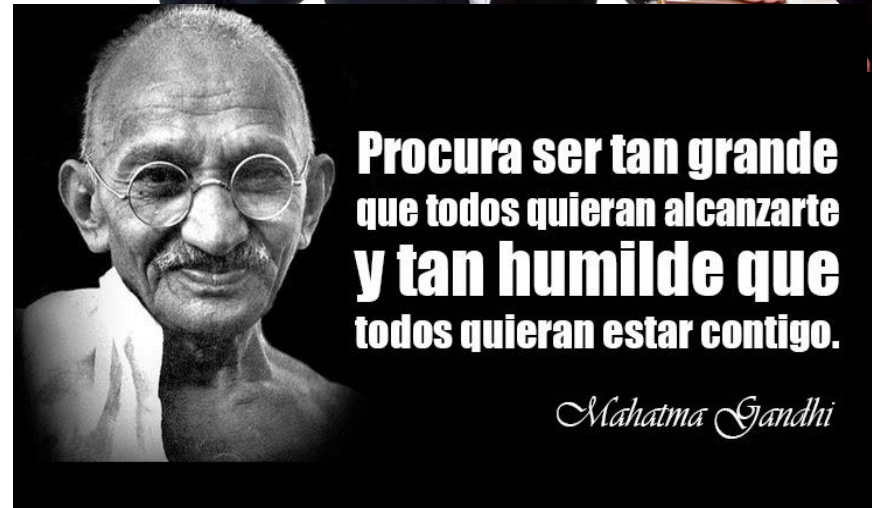 Procura ser tan grande
que todos quieran alcanzarte
y tan humilde que
todos quieran estar contigo.
Mahatma Gandhi